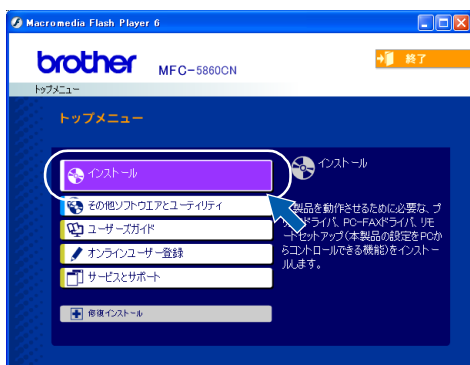 Macromedia Flash Player 6
brother MFC-5860CN
終了
トップメニュー
トップメニュー
インストール
その他ソフトウエアとユーティリティ
ユーザーズガイド
オンラインユーザー登録
サービスとサポート
修復インストール
インストール
製品を動作させるために必要な、プ
ドライバ、PC-FAXドライバ、リモ
ートセットアップ(本製品の設定をPCか
らコントロールできる機能)をインストー
ルします。